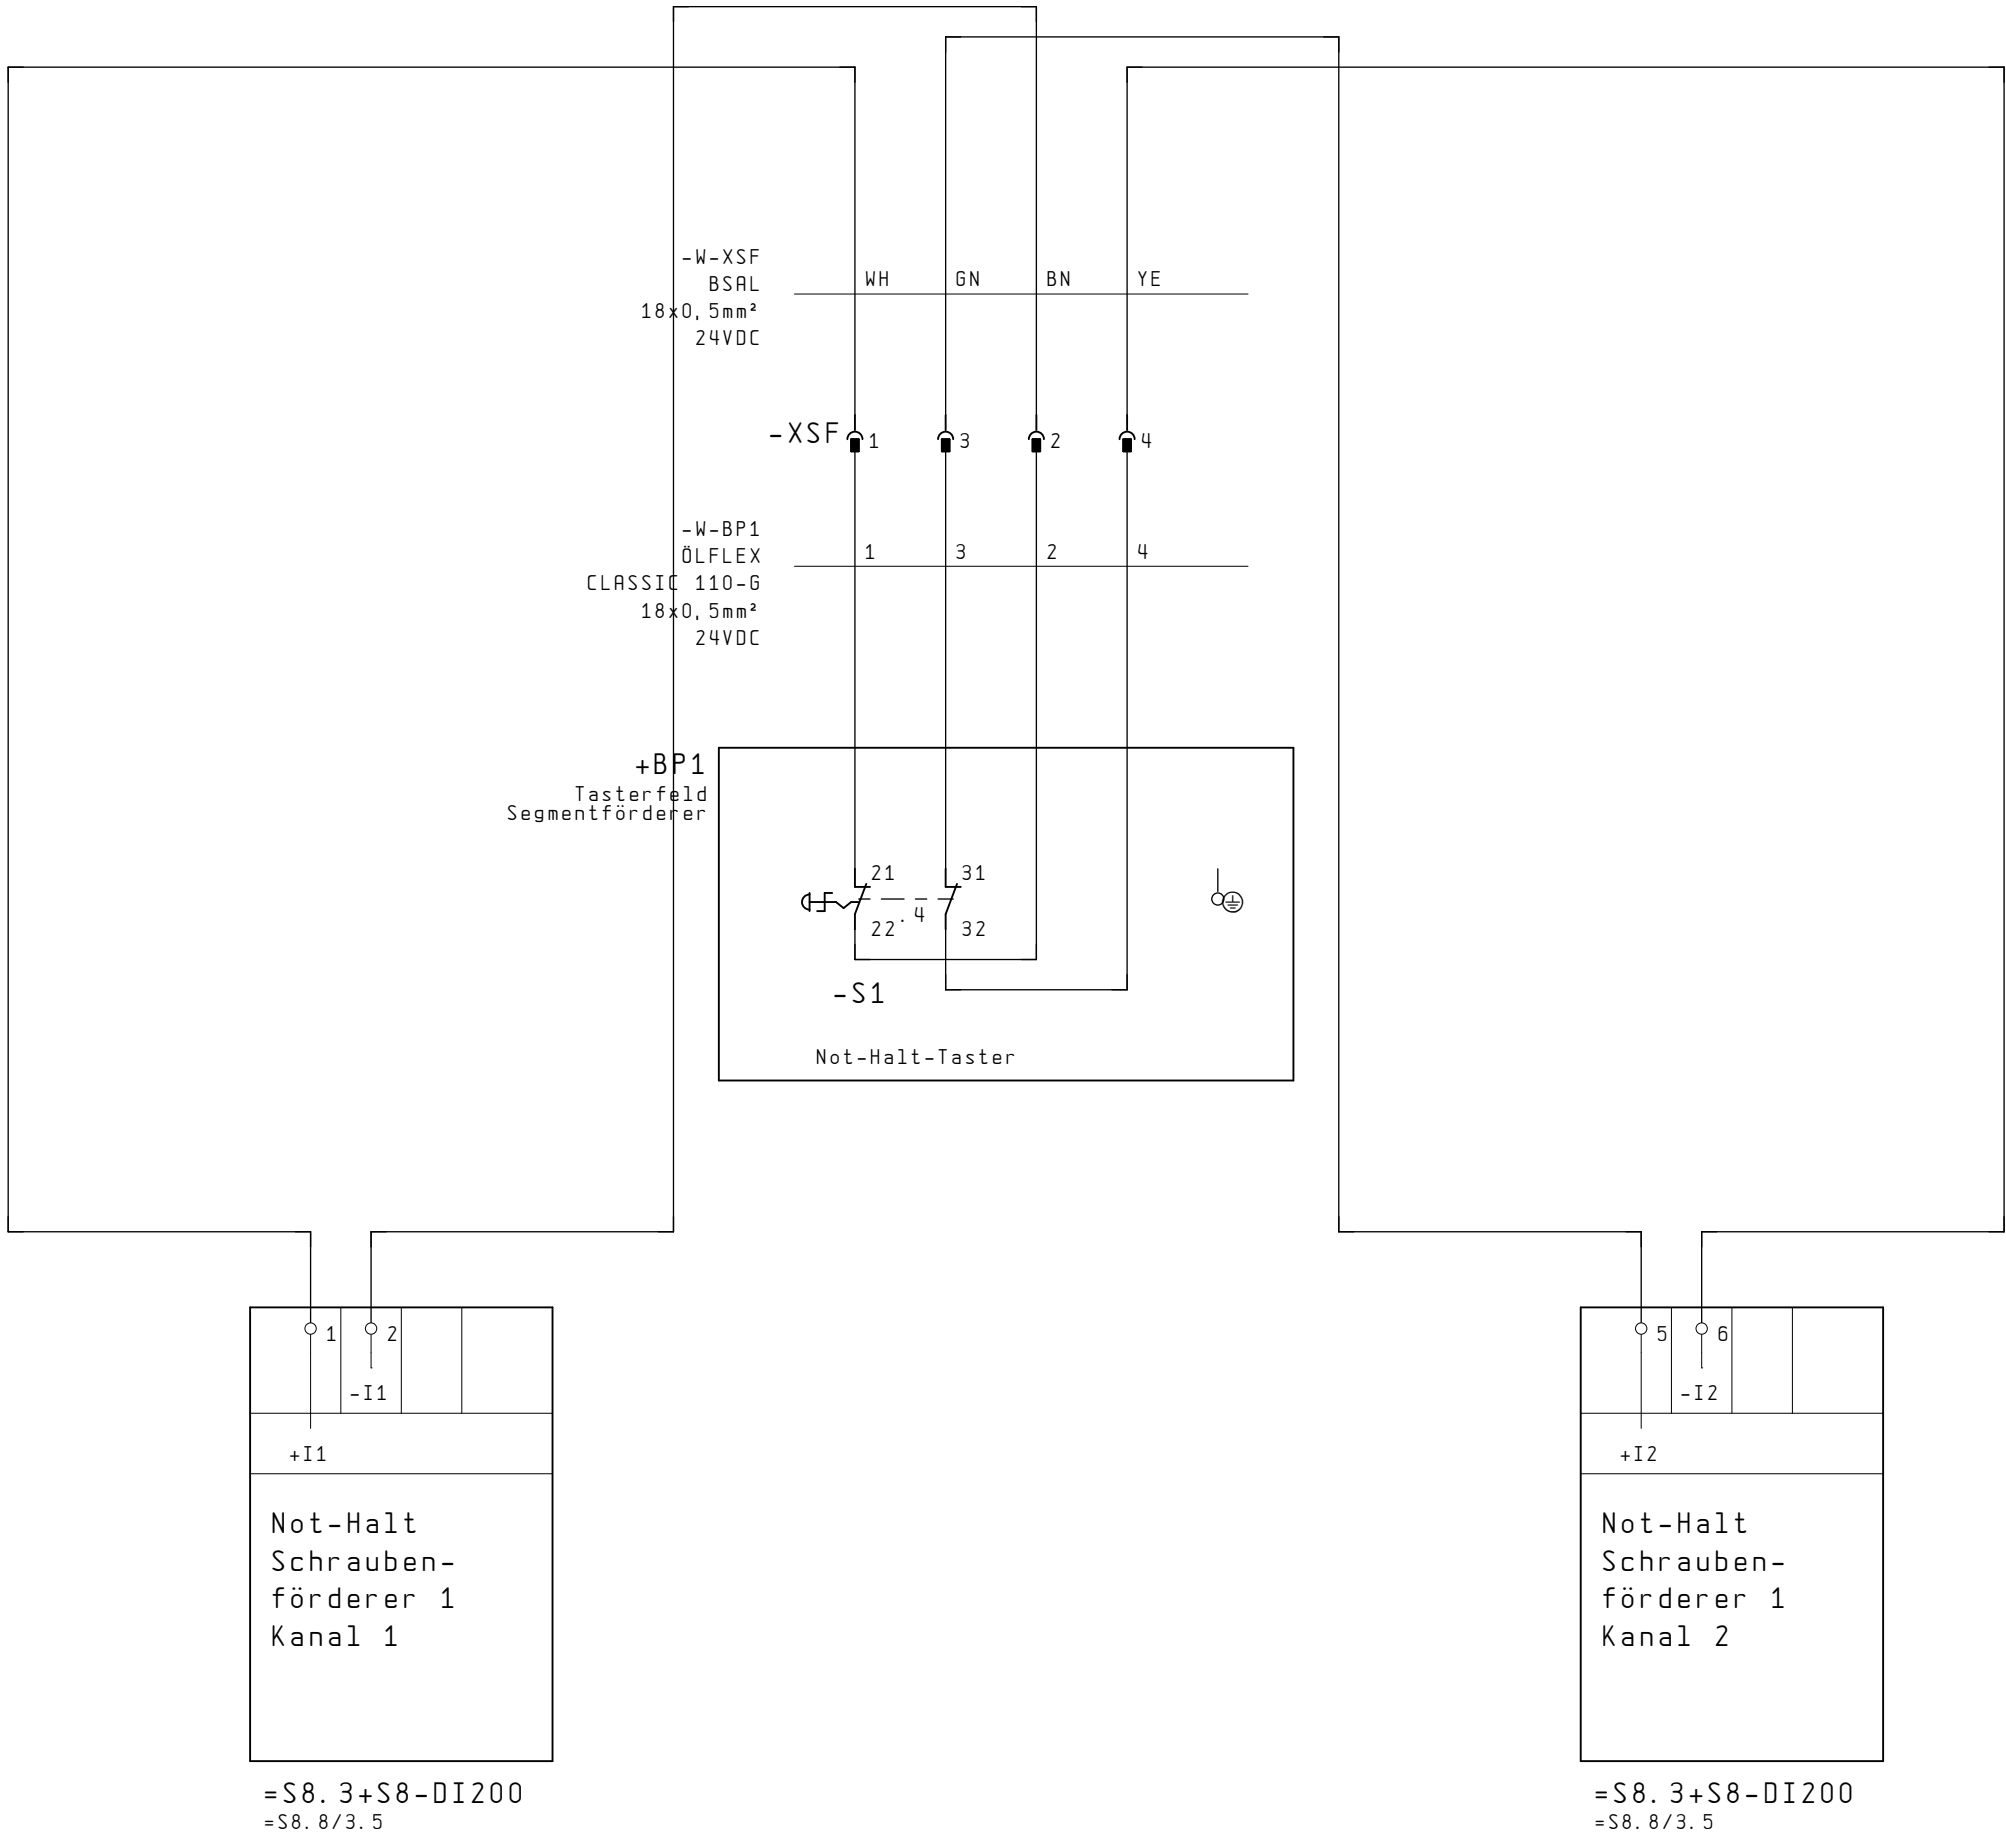 -W-XSF
BSAL
18x0,5mm²
24VDC
WH GN BN YE
-XSF 1 3 2 4
-W-BP1
ÖLFLEX
CLASSIC 110-G
18x0,5mm²
24VDC
1 3 2 4
+BP1
Tasterfeld
Segmentförderer
21 31
.4
22 32
-S1
Not-Halt-Taster
1 2
-I1
+I1
Not-Halt
Schrauben-
förderer 1
Kanal 1
=S8.3+S8-DI200
=S8.8/3.5
5 6
-I2
+I2
Not-Halt
Schrauben-
förderer 1
Kanal 2
=S8.3+S8-DI200
=S8.8/3.5